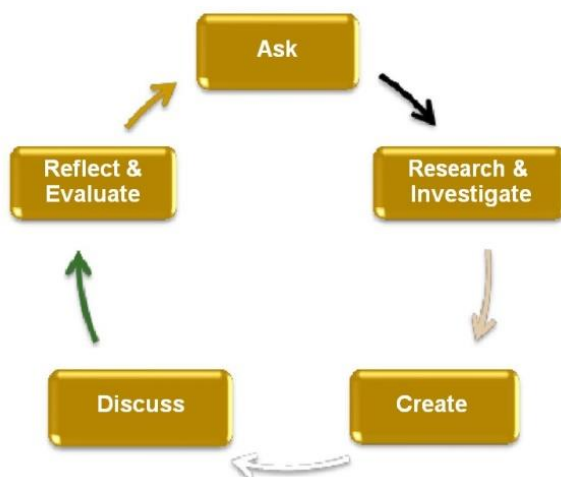 Ask
Research &
Investigate
Create
Discuss
Reflect &
Evaluate